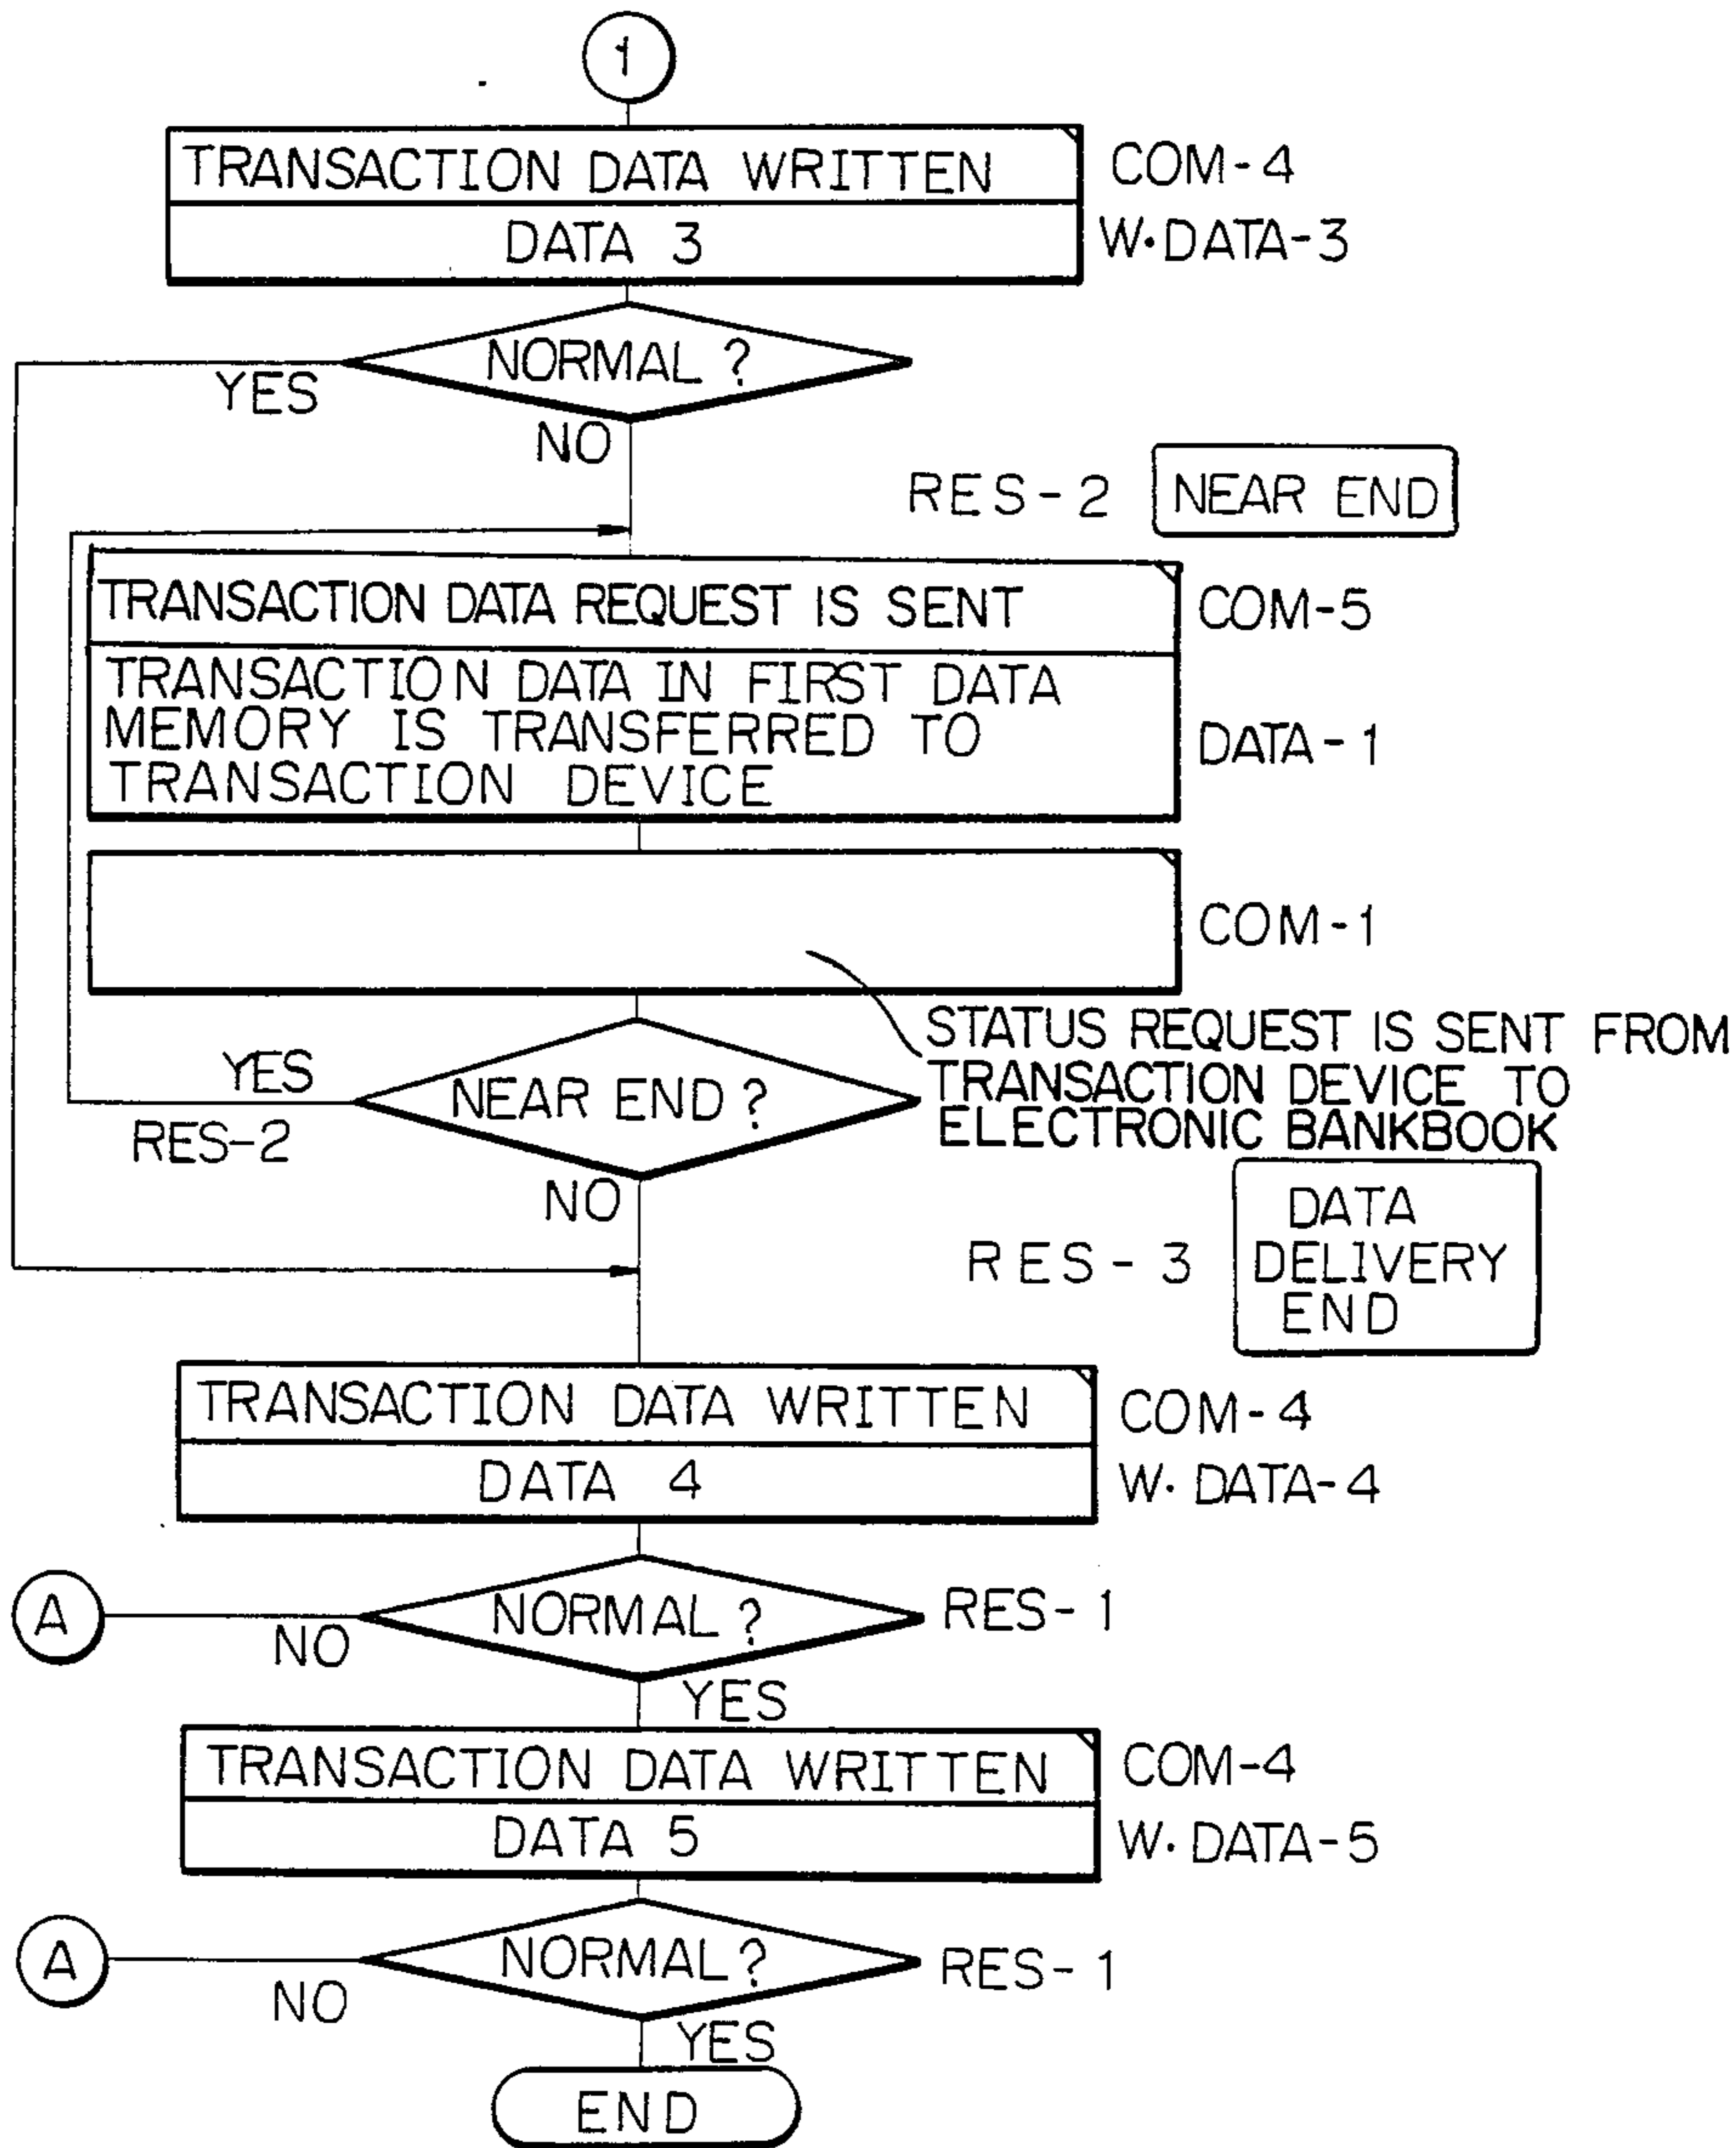 1
TRANSACTION DATA WRITTEN
COM-4
DATA 3
W·DATA-3
NORMAL ?
YES
NO
RES-2
NEAR END
TRANSACTION DATA REQUEST IS SENT
COM-5
TRANSACTION DATA IN FIRST DATA
MEMORY IS TRANSFERRED TO
TRANSACTION DEVICE
DATA-1
COM-1
STATUS REQUEST IS SENT FROM
TRANSACTION DEVICE TO
ELECTRONIC BANKBOOK
YES
NEAR END ?
RES-2
NO
RES-3
DATA
DELIVERY
END
TRANSACTION DATA WRITTEN
COM-4
DATA 4
W·DATA-4
A
NO
NORMAL ?
RES-1
YES
TRANSACTION DATA WRITTEN
COM-4
DATA 5
W·DATA-5
A
NO
NORMAL ?
RES-1
YES
END